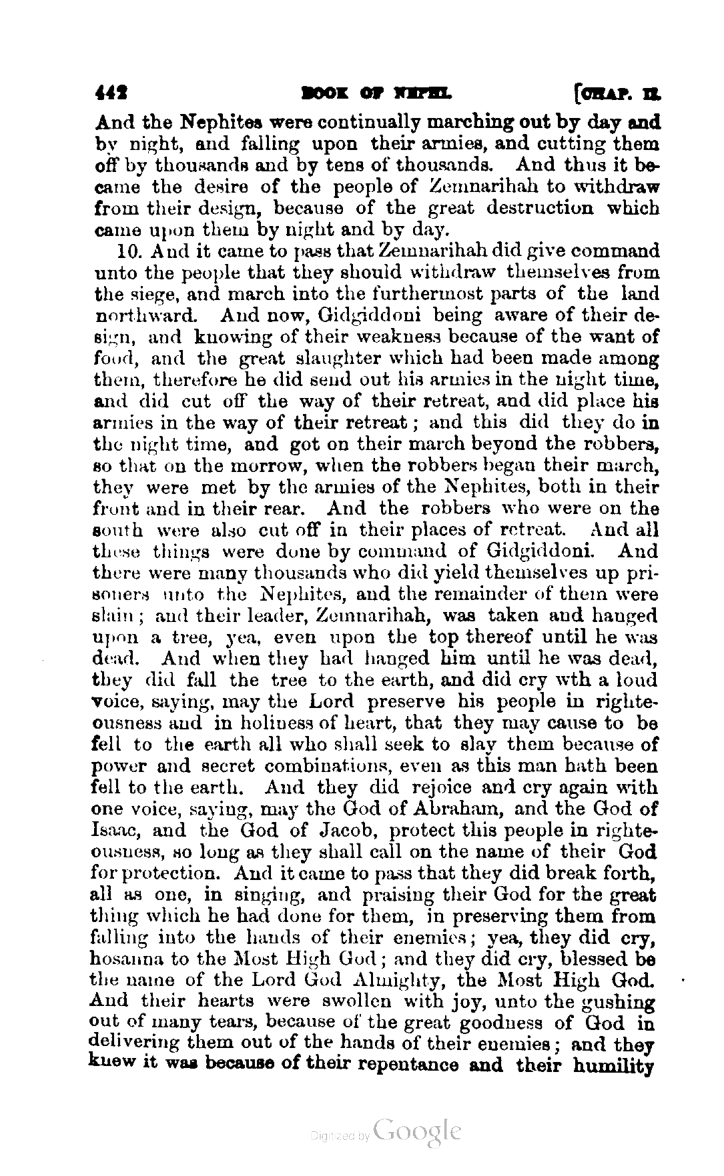 442 BOOK OF NEPHI. [CHAP. II.
And the Nephites were continually marching out by day and
by night, and falling upon their armies, and cutting them
off by thousands and by tens of thousands. And thus it be-
came the desire of the people of Zemnarihah to withdraw
from their design, because of the great destruction which
came upon them by night and by day.
10. And it came to pass that Zemnarihah did give command
unto the people that they should withdraw themselves from
the siege, and march into the furthermost parts of the land
northward. And now, Gidgiddoni being aware of their de-
sign, and knowing of their weakness because of the want of
food, and the great slaughter which had been made among
them, therefore he did send out his armies in the night time,
and did cut off the way of their retreat, and did place his
armies in the way of their retreat; and this did they do in
the night time, and got on their march beyond the robbers,
so that on the morrow, when the robbers began their march,
they were met by the armies of the Nephites, both in their
front and in their rear. And the robbers who were on the
south were also cut off in their places of retreat. And all
these things were done by command of Gidgiddoni. And
there were many thousands who did yield themselves up pri-
soners unto the Nephites, and the remainder of them were
slain; and their leader, Zemnarihah, was taken and hanged
upon a tree, yea, even upon the top thereof until he was
dead. And when they had hanged him until he was dead,
they did fall the tree to the earth, and did cry wth a loud
voice, saying, may the Lord preserve his people in righte-
ousness and in holiness of heart, that they may cause to be
fell to the earth all who shall seek to slay them because of
power and secret combinations, even as this man hath been
fell to the earth. And they did rejoice and cry again with
one voice, saying, may the God of Abraham, and the God of
Isaac, and the God of Jacob, protect this people in righte-
ousness, so long as they shall call on the name of their God
for protection. And it came to pass that they did break forth,
all as one, in singing, and praising their God for the great
thing which he had done for them, in preserving them from
falling into the hands of their enemies; yea, they did cry,
hosanna to the Most High God; and they did cry, blessed be
the name of the Lord God Almighty, the Most High God.
And their hearts were swollen with joy, unto the gushing
out of many tears, because of the great goodness of God in
delivering them out of the hands of their enemies; and they
knew it was because of their repentance and their humility
Digitized by Google